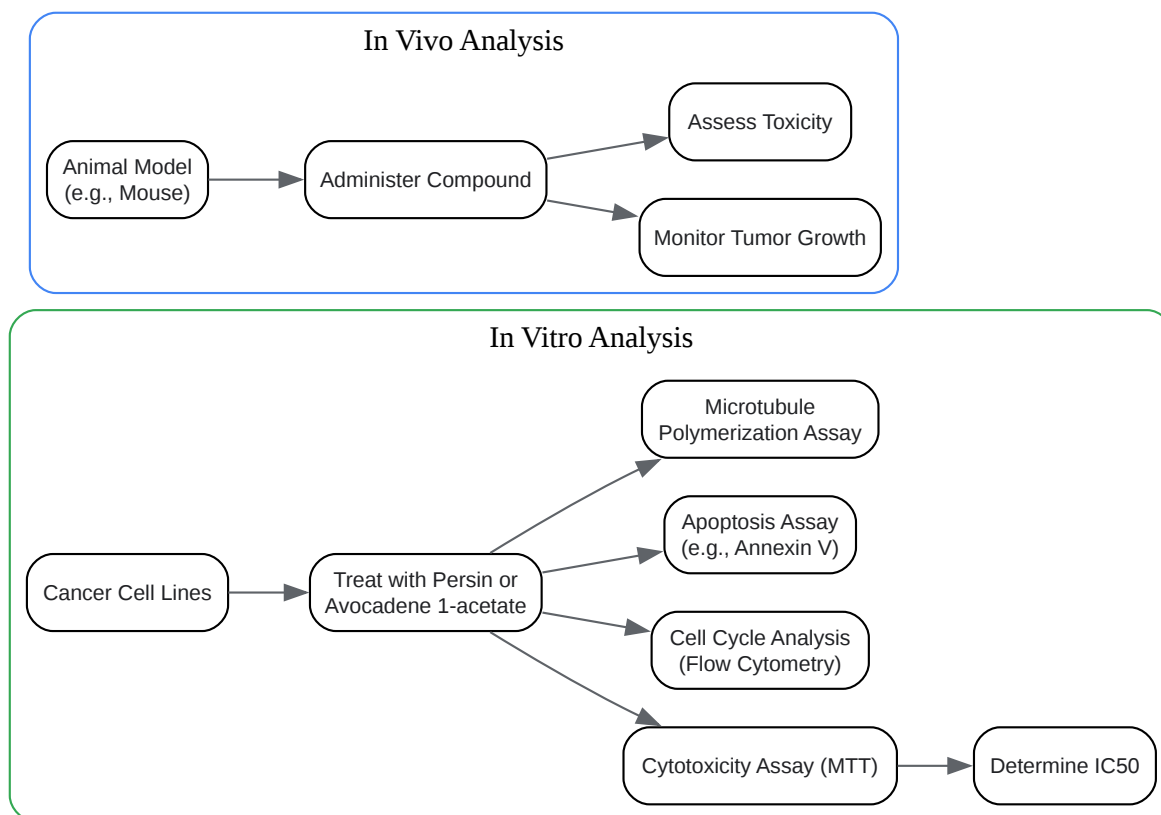 In Vivo Analysis
Animal Model
(e.g., Mouse)
Administer Compound
Assess Toxicity
Monitor Tumor Growth
In Vitro Analysis
Cancer Cell Lines
Treat with Persin or
Avocadene 1-acetate
Microtubule
Polymerization Assay
Apoptosis Assay
(e.g., Annexin V)
Cell Cycle Analysis
(Flow Cytometry)
Cytotoxicity Assay (MTT)
Determine IC50